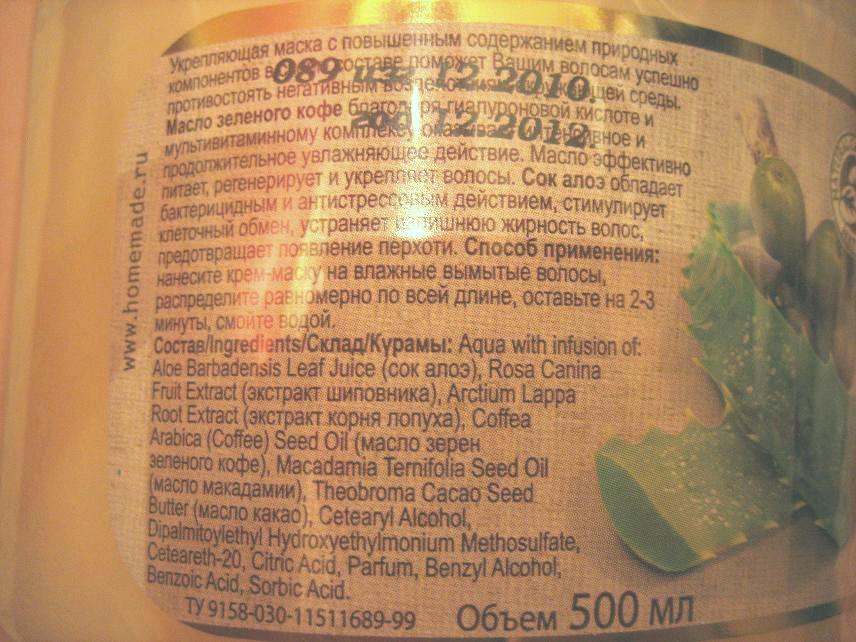 Укрепляющая маска с повышенным содержанием природных
компонентов в составе поможет Вашим волосам успешно
противостоять негативным окружающей среды.
Масло зеленого кофе благодаря гиалуроновой кислоте и
мультивитаминному комплексу и
продолжительное увлажняющее действие. Масло эффективно
питает, регенерирует и укрепляет волосы. Сок алоэ обладает
бактерицидным и антистрессовым действием, стимулирует
клеточный обмен, устраняет излишнюю жирность волос,
предотвращает появление перхоти. Способ применения:
нанесите крем-маску на влажные вымытые волосы,
распределите равномерно по всей длине, оставьте на 2-3
минуты, смойте водой.
Состав/Ingredients/Склад/Құрамы: Aqua with infusion of:
Aloe Barbadensis Leaf Juice (сок алоэ), Rosa Canina
Fruit Extract (экстракт шиповника), Arctium Lappa
Root Extract (экстракт корня лопуха), Coffea
Arabica (Coffee) Seed Oil (масло зерен
зеленого кофе), Macadamia Ternifolia Seed Oil
(масло макадамии), Theobroma Cacao Seed
Butter (масло какао), Cetearyl Alcohol,
Dipalmitoylethyl Hydroxyethylmonium Methosulfate,
Ceteareth-20, Citric Acid, Parfum, Benzyl Alcohol,
Benzoic Acid, Sorbic Acid.
ТУ 9158-030-11511689-99 Объем 500 мл
www.homemade.ru
089 12.2010.
12.2012